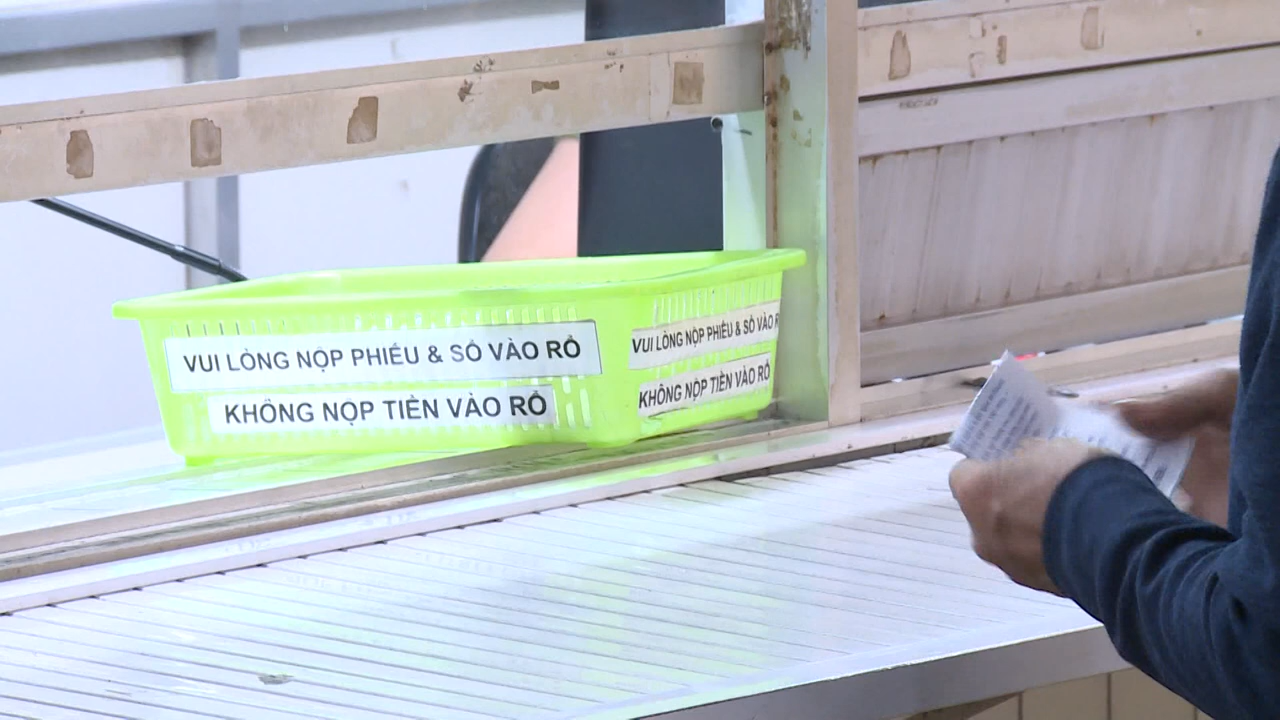 VUI LÒNG NỘP PHIẾU & SỔ VÀO RỔ
KHÔNG NỘP TIỀN VÀO RỔ
VUI LÒNG NỘP PHIẾU & SỔ VÀO
KHÔNG NỘP TIỀN VÀO RỔ